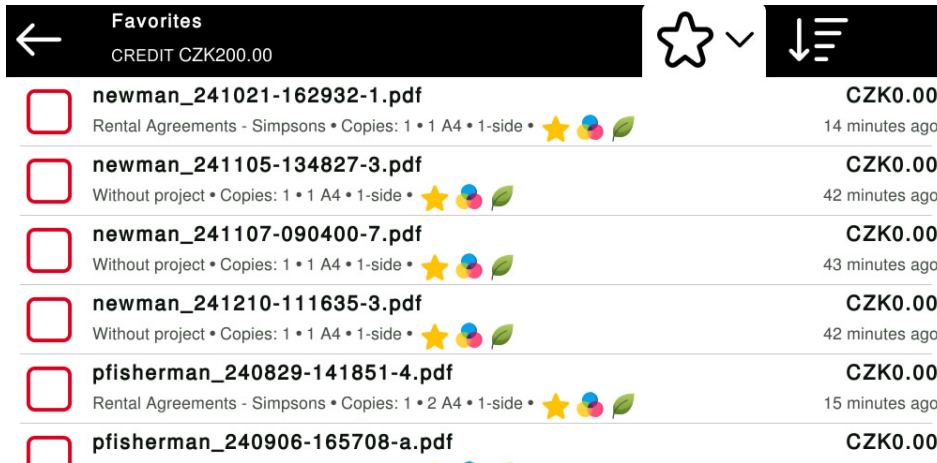 Favorites
CREDIT CZK200.00
newman_241021-162932-1.pdf CZK0.00
Rental Agreements - Simpsons • Copies: 1 • 1 A4 • 1-side • 14 minutes ago
newman_241105-134827-3.pdf CZK0.00
Without project • Copies: 1 • 1 A4 • 1-side • 42 minutes ago
newman_241107-090400-7.pdf CZK0.00
Without project • Copies: 1 • 1 A4 • 1-side • 43 minutes ago
newman_241210-111635-3.pdf CZK0.00
Without project • Copies: 1 • 1 A4 • 1-side • 42 minutes ago
pfisherman_240829-141851-4.pdf CZK0.00
Rental Agreements - Simpsons • Copies: 1 • 2 A4 • 1-side • 15 minutes ago
pfisherman_240906-165708-a.pdf CZK0.00